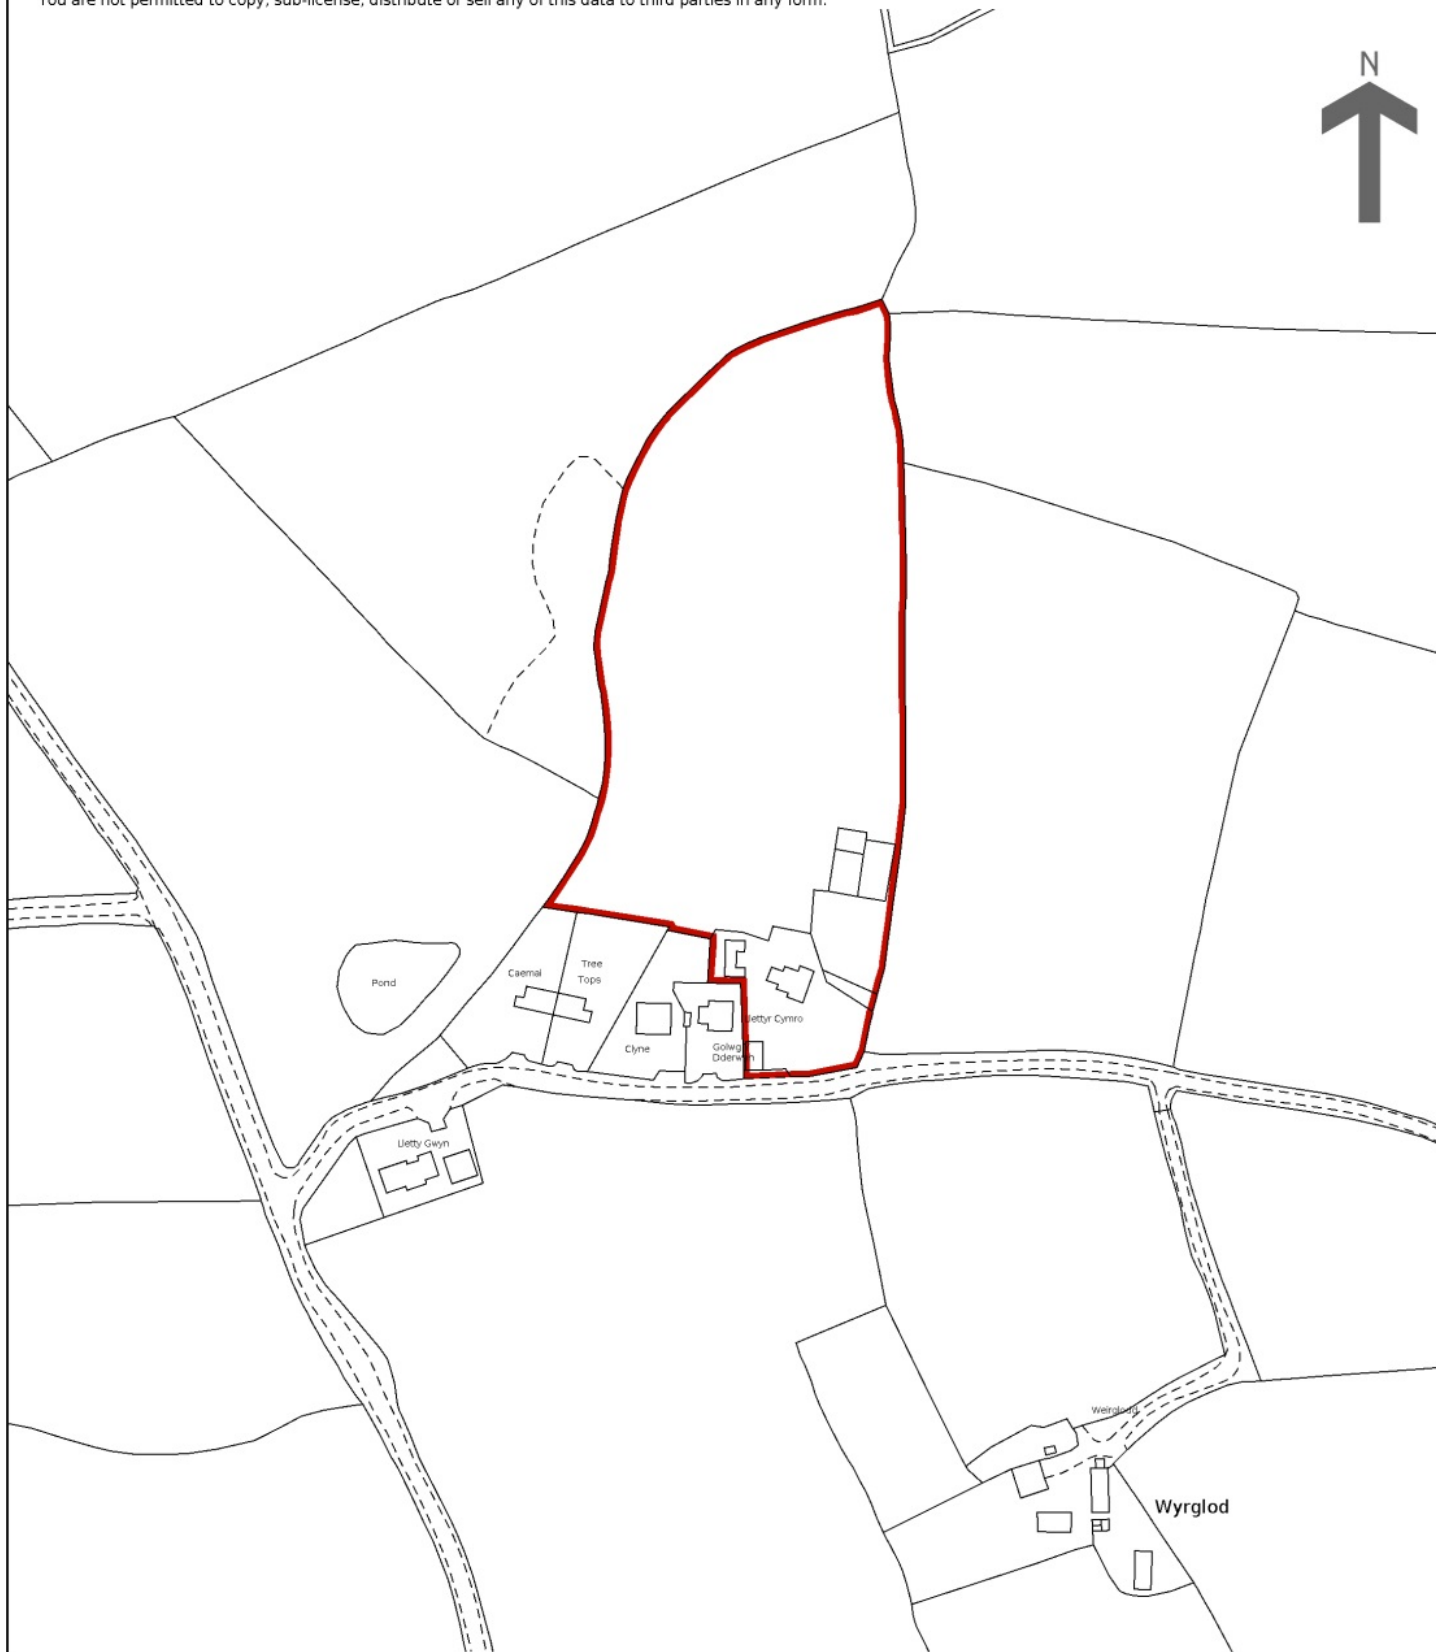 You are not permitted to copy, sub-license, distribute or sell any of this data to third parties in any form.
N
Caemai
Tree
Tops
Pond
Clyne
Golwg
Dderwen
Llettyr Cymro
Lletty Gwyn
Weirglodd
Wyrglod